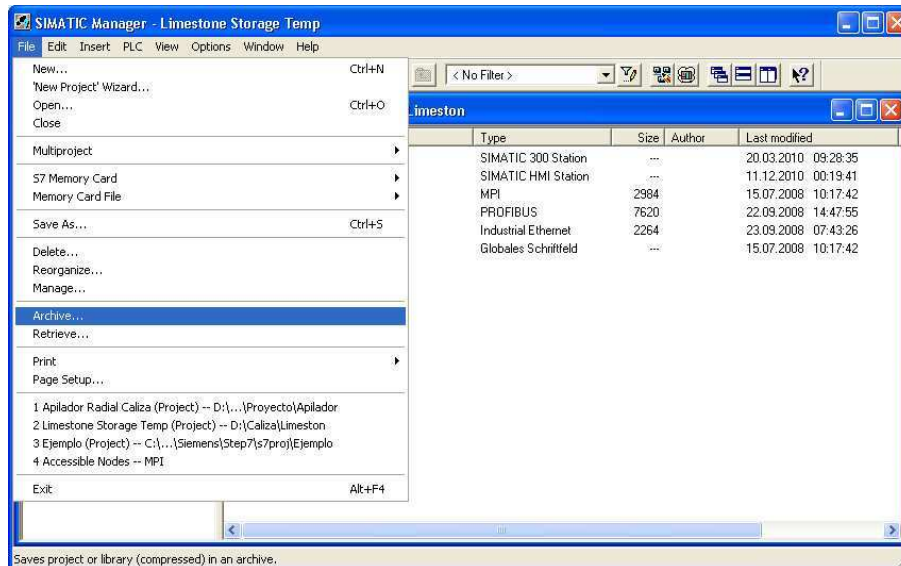 SIMATIC Manager - Limestone Storage Temp
File Edit Insert PLC View Options Window Help
New... Ctrl+N
'New Project' Wizard...
Open... Ctrl+O
Close
Multiproject
S7 Memory Card
Memory Card File
Save As... Ctrl+S
Delete...
Reorganize...
Manage...
Archive...
Retrieve...
Print
Page Setup...
1 Apilador Radial Caliza (Project) -- D:\...\Proyecto\Apilador
2 Limestone Storage Temp (Project) -- D:\Caliza\Limeston
3 Ejemplo (Project) -- C:\...\Siemens\Step7\s7proj\Ejemplo
4 Accessible Nodes -- MPI
Exit Alt+F4
< No Filter >
Limeston
Type Size Author Last modified
SIMATIC 300 Station --- 20.03.2010 09:28:35
SIMATIC HMI Station --- 11.12.2010 00:19:41
MPI 2984 15.07.2008 10:17:42
PROFIBUS 7620 22.09.2008 14:47:55
Industrial Ethernet 2264 23.09.2008 07:43:26
Globales Schriftfeld --- 15.07.2008 10:17:42
Saves project or library (compressed) in an archive.